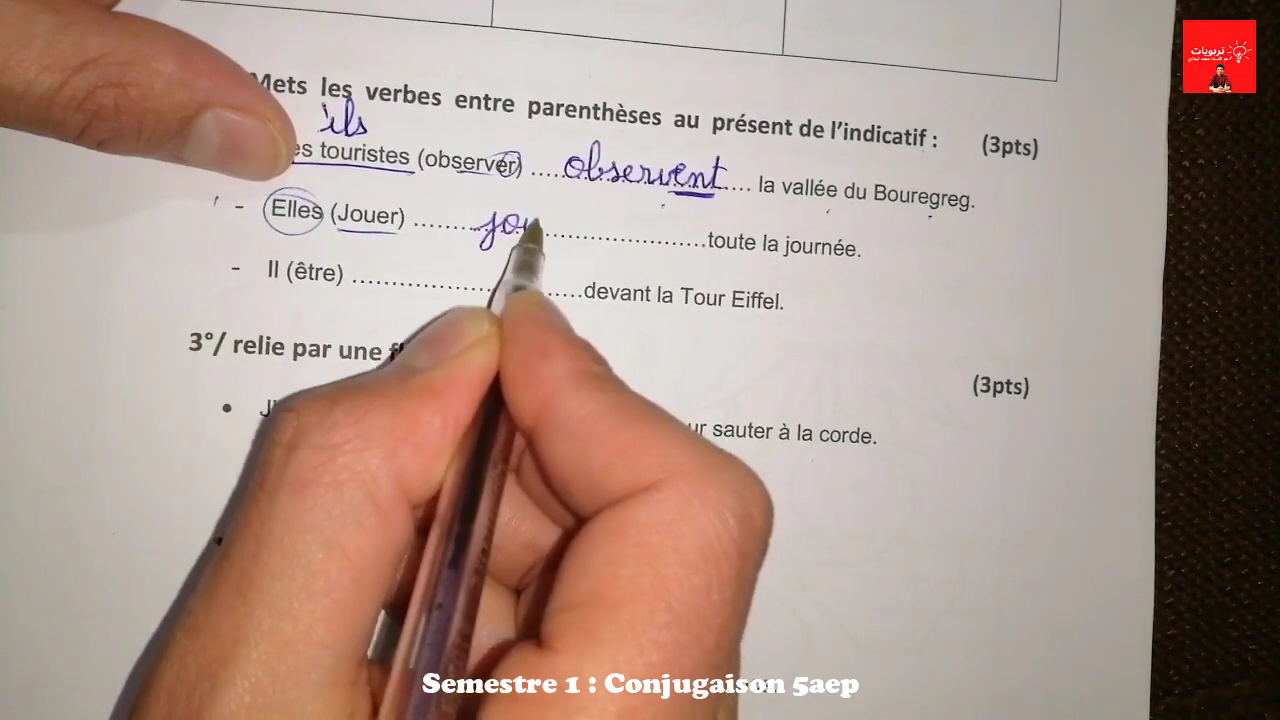 تربويات
Mets les verbes entre parenthèses au présent de l'indicatif : (3pts)
ils
es touristes (observer) ..... observent .... la vallée du Bouregreg.
- Elles (Jouer) ......... jou .......................toute la journée.
- Il (être) ............................devant la Tour Eiffel.
3°/ relie par une f
(3pts)
• J'
ur sauter à la corde.
Semestre 1 : Conjugaison 5aep